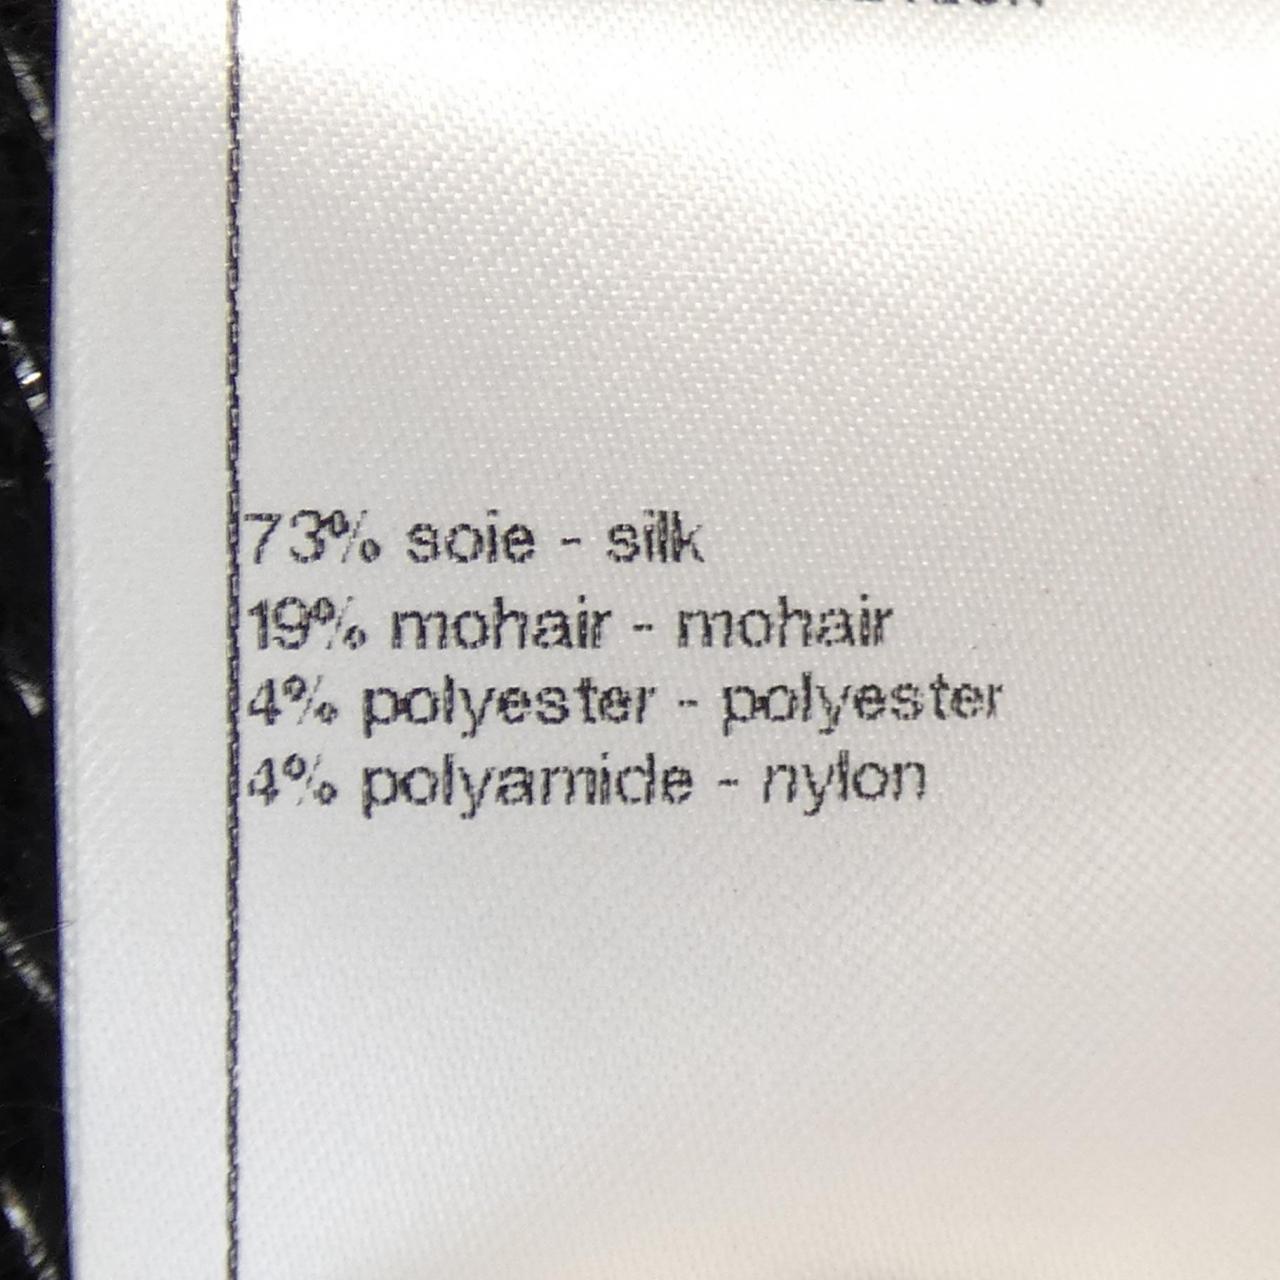 73% soie - silk
19% mohair - mohair
4% polyester - polyester
4% polyamide - nylon